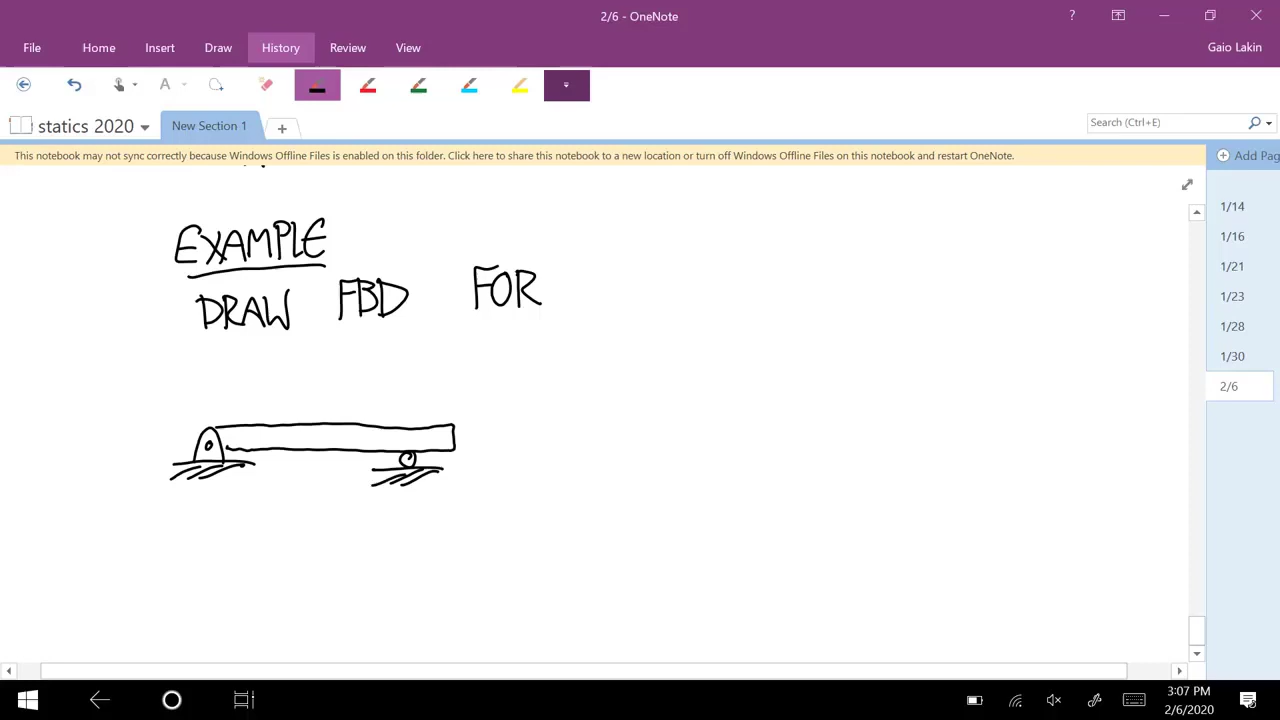 2/6 - OneNote
?
File Home Insert Draw History Review View
Gaio Lakin
A
statics 2020
New Section 1
+
Search (Ctrl+E)
This notebook may not sync correctly because Windows Offline Files is enabled on this folder. Click here to share this notebook to a new location or turn off Windows Offline Files on this notebook and restart OneNote.
Add Pag
1/14
1/16
1/21
1/23
1/28
1/30
2/6
EXAMPLE
DRAW FBD FOR
3:07 PM
2/6/2020